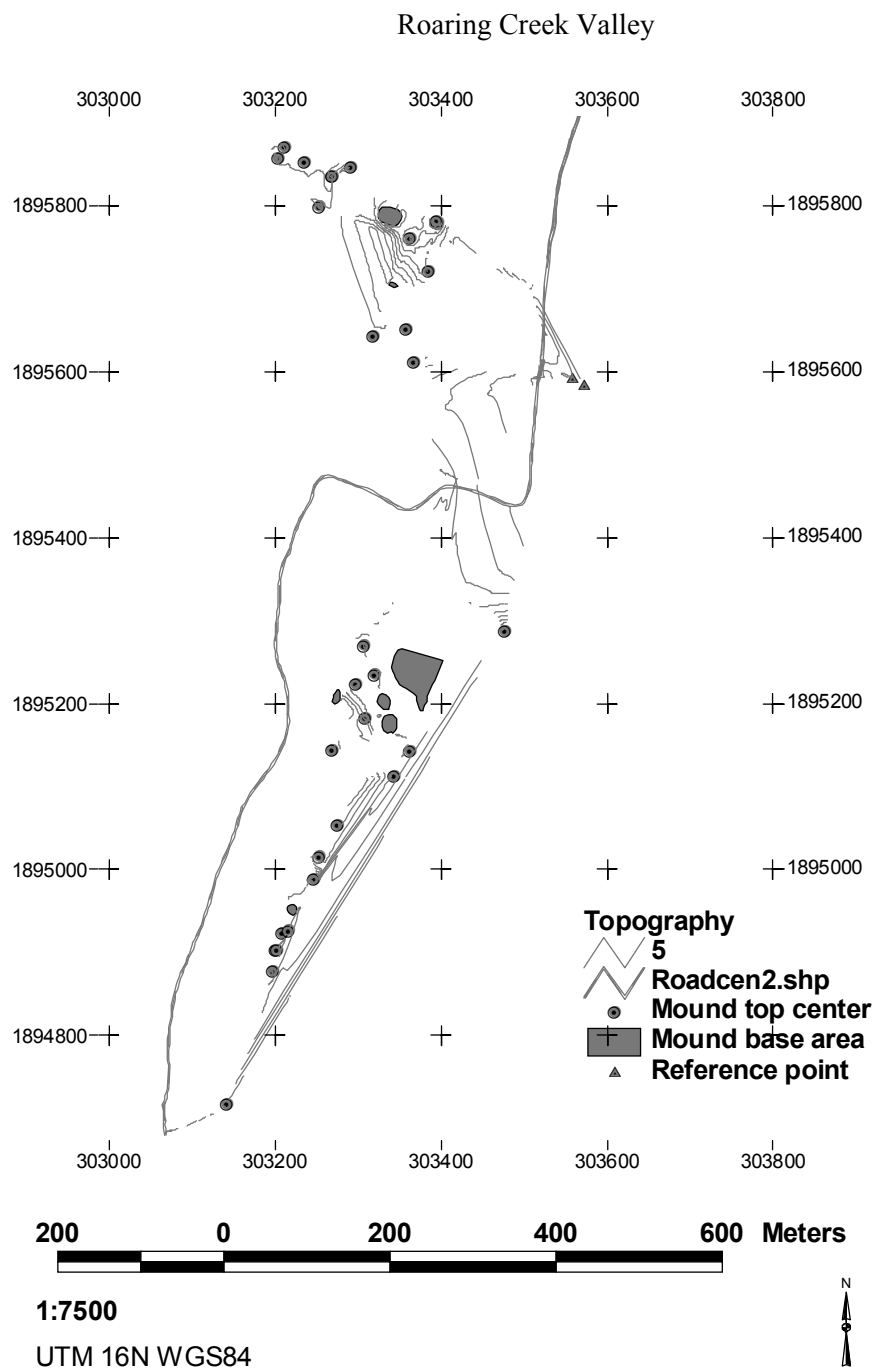 Roaring Creek Valley
303000 303200 303400 303600 303800
1895800 1895800
1895600 1895600
1895400 1895400
1895200 1895200
1895000 1895000
Topography
5
Roadcen2.shp
Mound top center
1894800 Mound base area
Reference point
303000 303200 303400 303600 303800
200 0 200 400 600 Meters
1:7500
N
UTM 16N WGS84